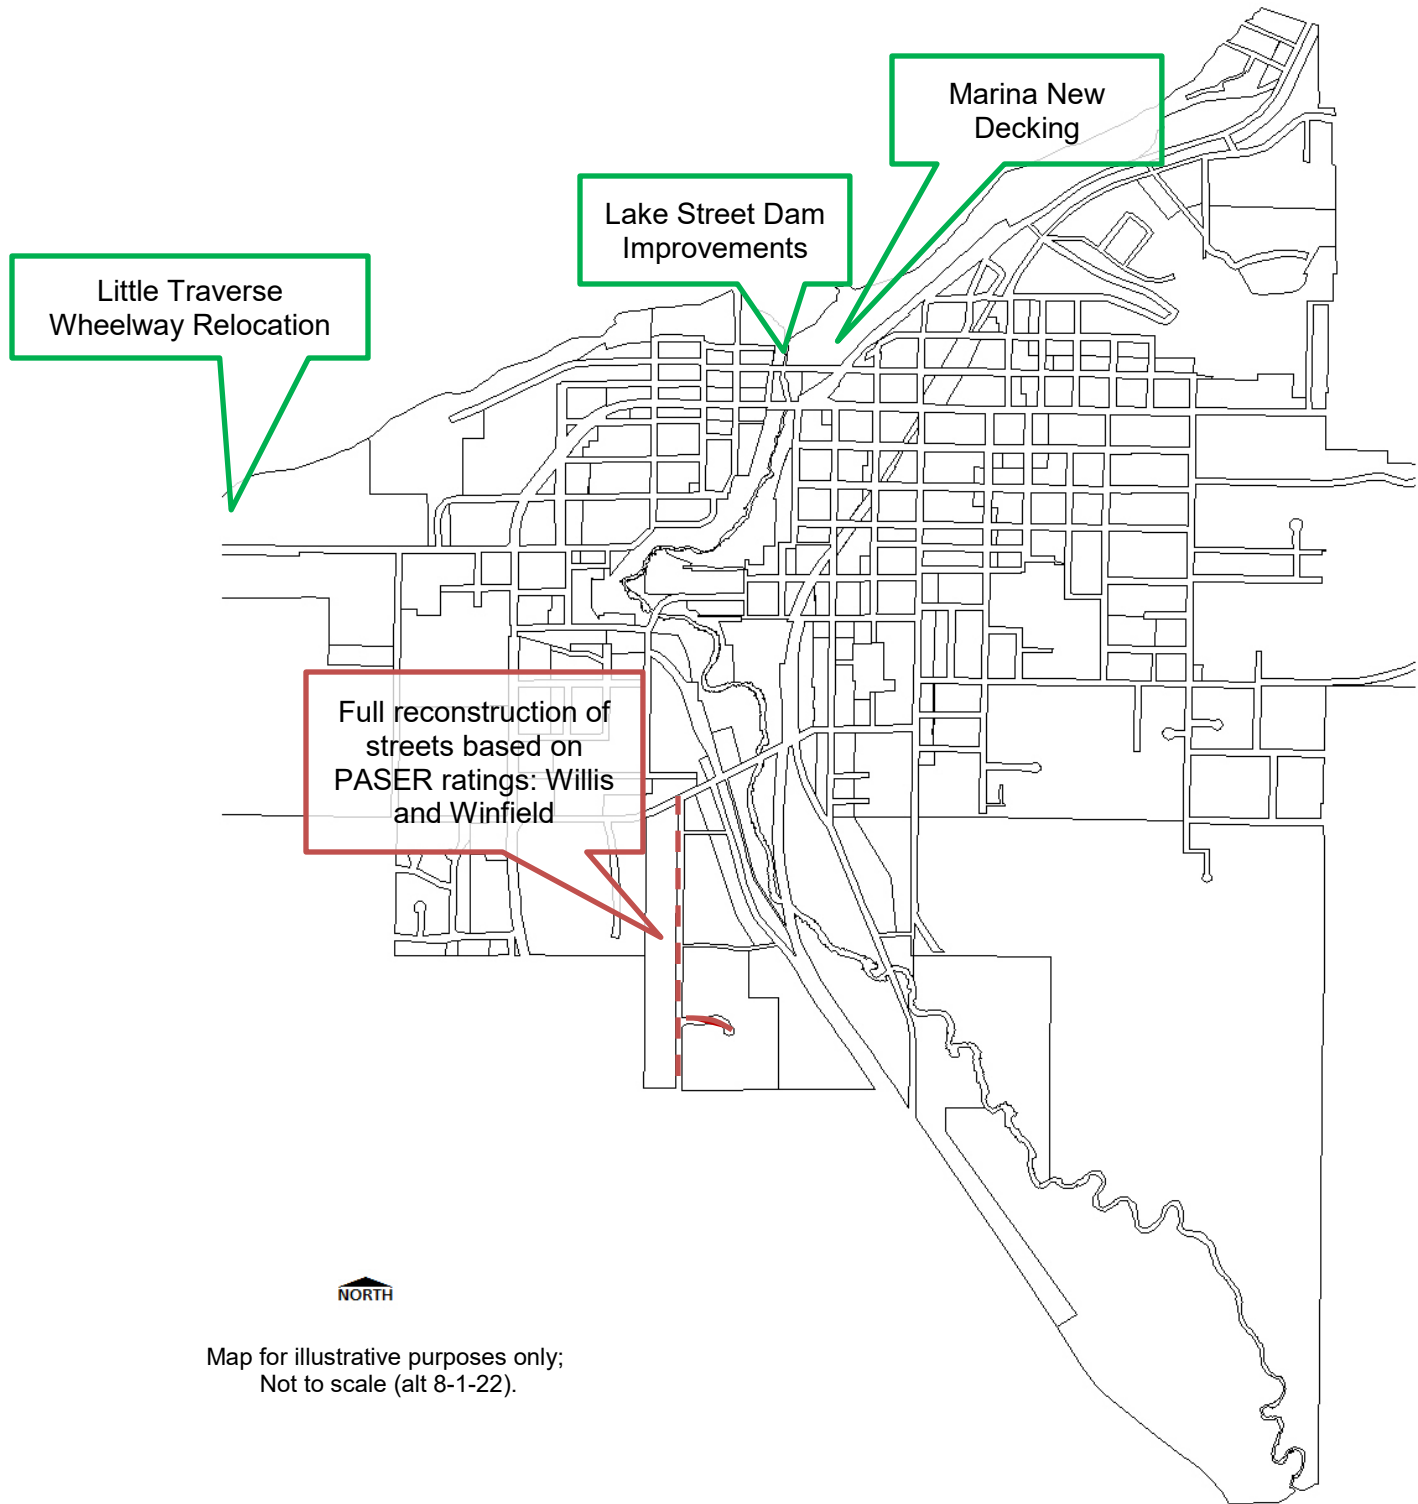 Marina New
Decking
Lake Street Dam
Improvements
Little Traverse
Wheelway Relocation
Full reconstruction of
streets based on
PASER ratings: Willis
and Winfield
NORTH
Map for illustrative purposes only;
Not to scale (alt 8-1-22).